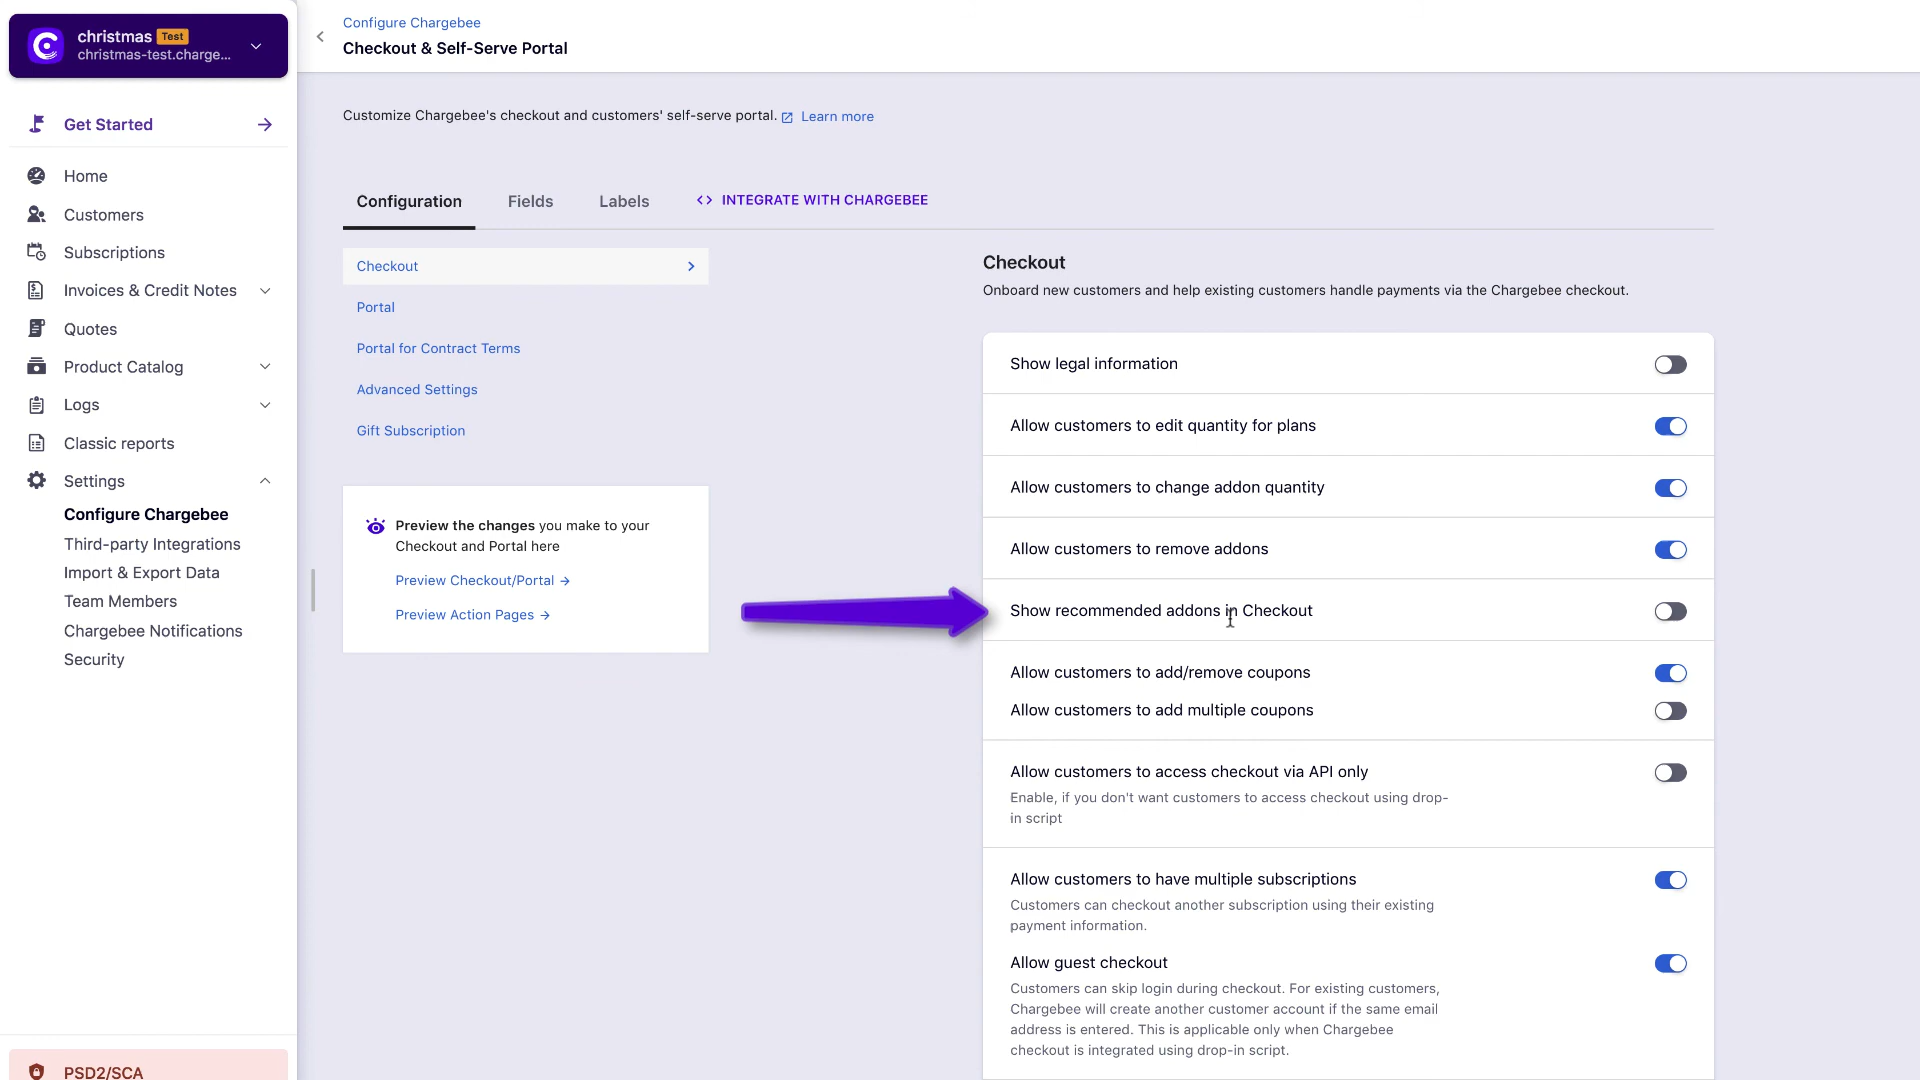 christmas Test
christmas-test.charge...
Get Started
Home
Customers
Subscriptions
Invoices & Credit Notes
Quotes
Product Catalog
Logs
Classic reports
Settings
Configure Chargebee
Third-party Integrations
Import & Export Data
Team Members
Chargebee Notifications
Security
PSD2/SCA
Configure Chargebee
Checkout & Self-Serve Portal
Customize Chargebee's checkout and customers' self-serve portal. Learn more
Configuration
Fields
Labels
<> INTEGRATE WITH CHARGEBEE
Checkout
Portal
Portal for Contract Terms
Advanced Settings
Gift Subscription
Preview the changes you make to your
Checkout and Portal here
Preview Checkout/Portal →
Preview Action Pages →
Checkout
Onboard new customers and help existing customers handle payments via the Chargebee checkout.
Show legal information
Allow customers to edit quantity for plans
Allow customers to change addon quantity
Allow customers to remove addons
Show recommended addons in Checkout
Allow customers to add/remove coupons
Allow customers to add multiple coupons
Allow customers to access checkout via API only
Enable, if you don't want customers to access checkout using drop-
in script
Allow customers to have multiple subscriptions
Customers can checkout another subscription using their existing
payment information.
Allow guest checkout
Customers can skip login during checkout. For existing customers,
Chargebee will create another customer account if the same email
address is entered. This is applicable only when Chargebee
checkout is integrated using drop-in script.